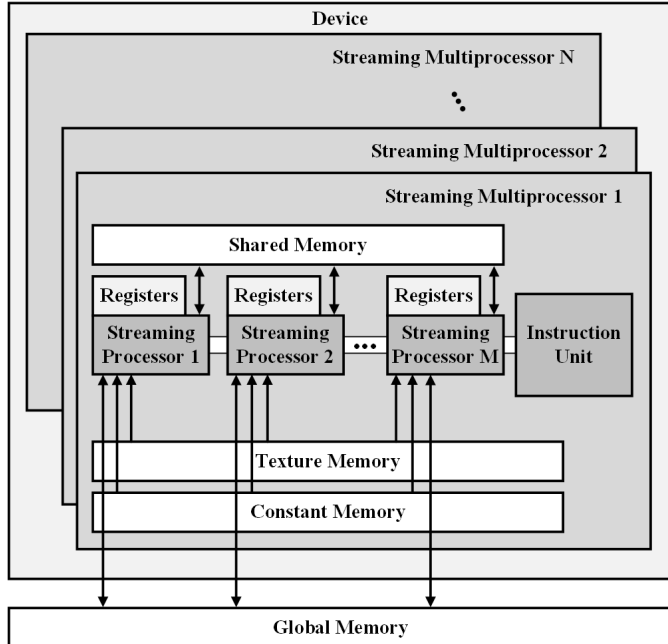 Device
Streaming Multiprocessor N
Streaming Multiprocessor 2
Streaming Multiprocessor 1
Shared Memory
Registers
Registers
Registers
Streaming
Processor 1
Streaming
Processor 2
...
Streaming
Processor M
Instruction
Unit
Texture Memory
Constant Memory
Global Memory